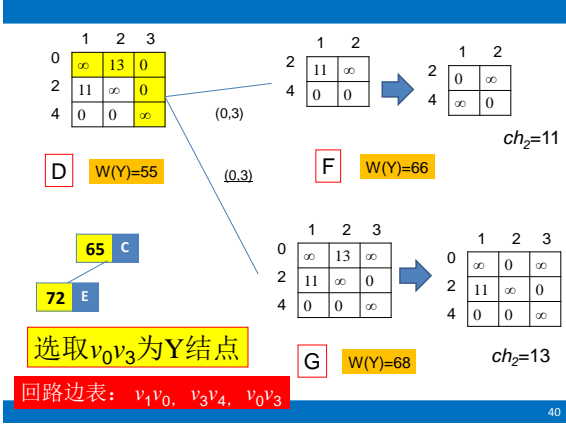 1 2 3
0 ∞ 13 0
2 11 ∞ 0
4 0 0 ∞
D W(Y)=55
(0,3)
(0,3)
1 2
2 11 ∞
4 0 0
1 2
2 0 ∞
4 ∞ 0
ch₂=11
F W(Y)=66
65 C
72 E
1 2 3
0 ∞ 13 ∞
2 11 ∞ 0
4 0 0 ∞
1 2 3
0 ∞ 0 ∞
2 11 ∞ 0
4 0 0 ∞
G W(Y)=68
ch₂=13
选取v₀v₃为Y结点
回路边表： v₁v₀, v₃v₄, v₀v₃
40